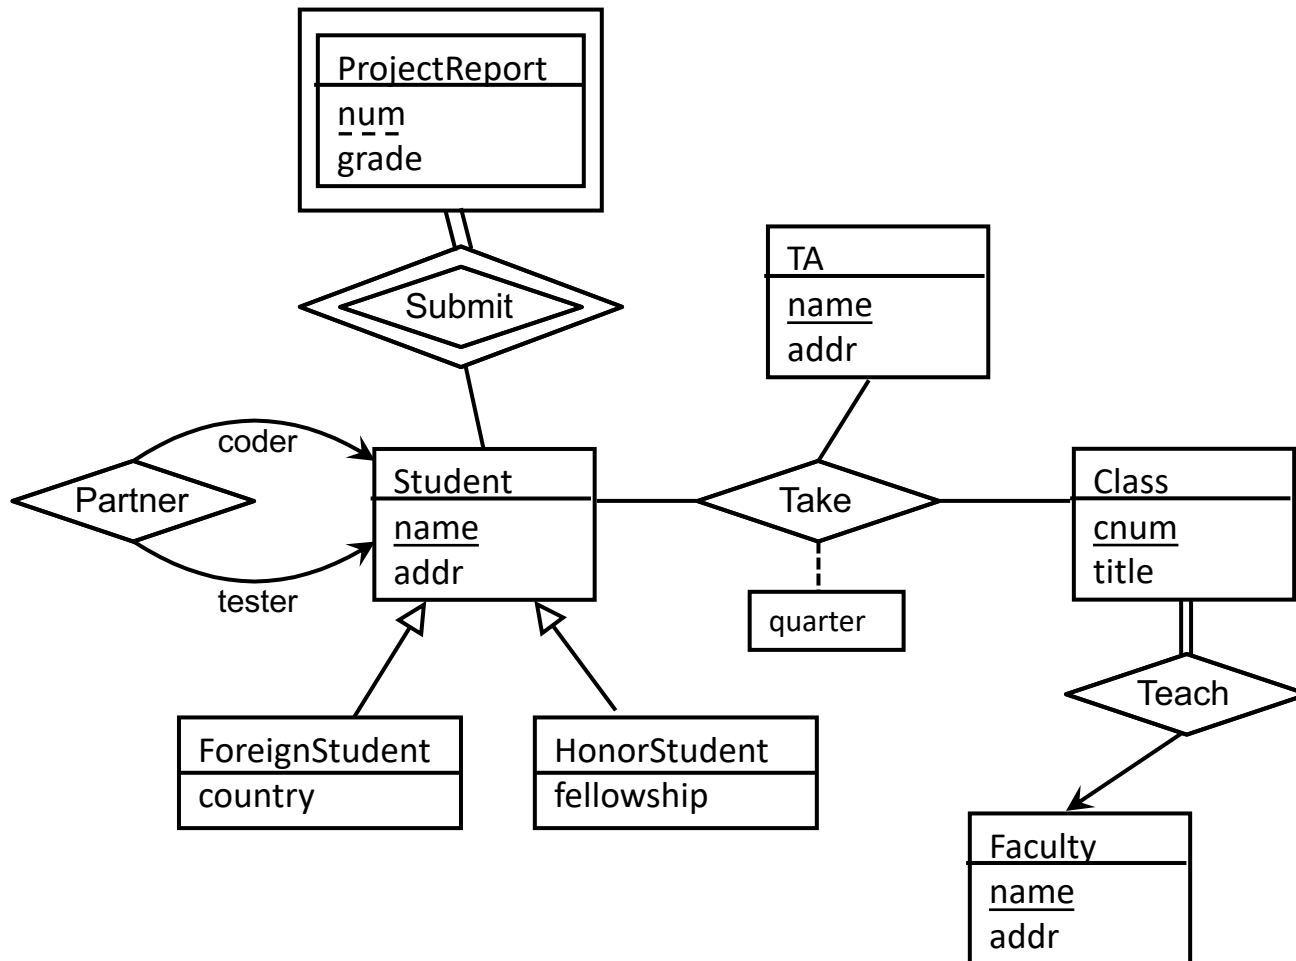 ProjectReport
num
grade
Submit
TA
name
addr
coder
Partner
tester
Student
name
addr
Take
quarter
Class
cnum
title
Teach
ForeignStudent
country
HonorStudent
fellowship
Faculty
name
addr